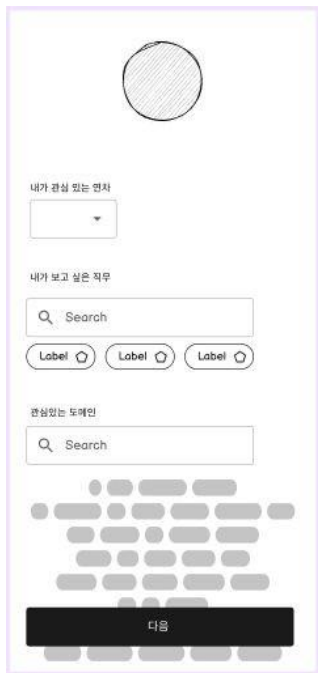 내가 관심 있는 연차
내가 보고 싶은 직무
Search
Label Label Label
관심있는 도메인
Search
다음